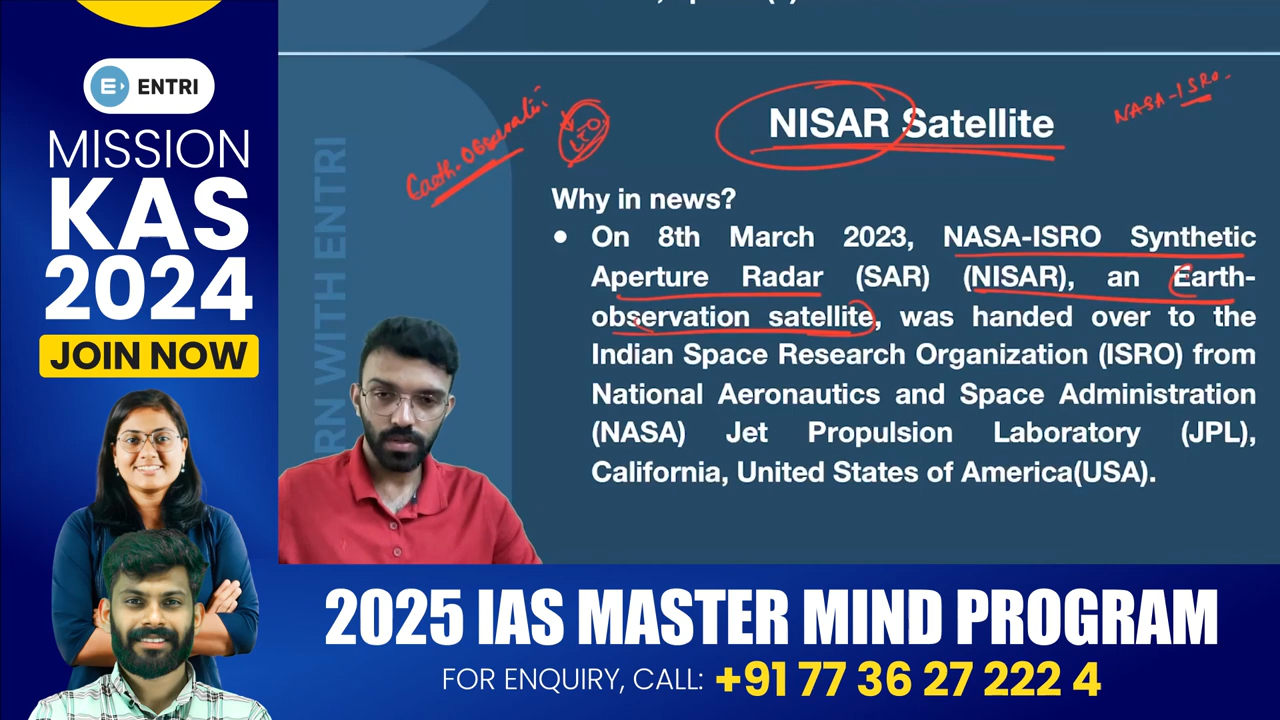 ENTRI
MISSION
KAS
2024
JOIN NOW
RN WITH ENTRI
Earth-Observation
LEO
NISAR Satellite
NASA-ISRO
Why in news?
• On 8th March 2023, NASA-ISRO Synthetic
Aperture Radar (SAR) (NISAR), an Earth-
observation satellite, was handed over to the
Indian Space Research Organization (ISRO) from
National Aeronautics and Space Administration
(NASA) Jet Propulsion Laboratory (JPL),
California, United States of America(USA).
2025 IAS MASTER MIND PROGRAM
FOR ENQUIRY, CALL: +91 77 36 27 222 4